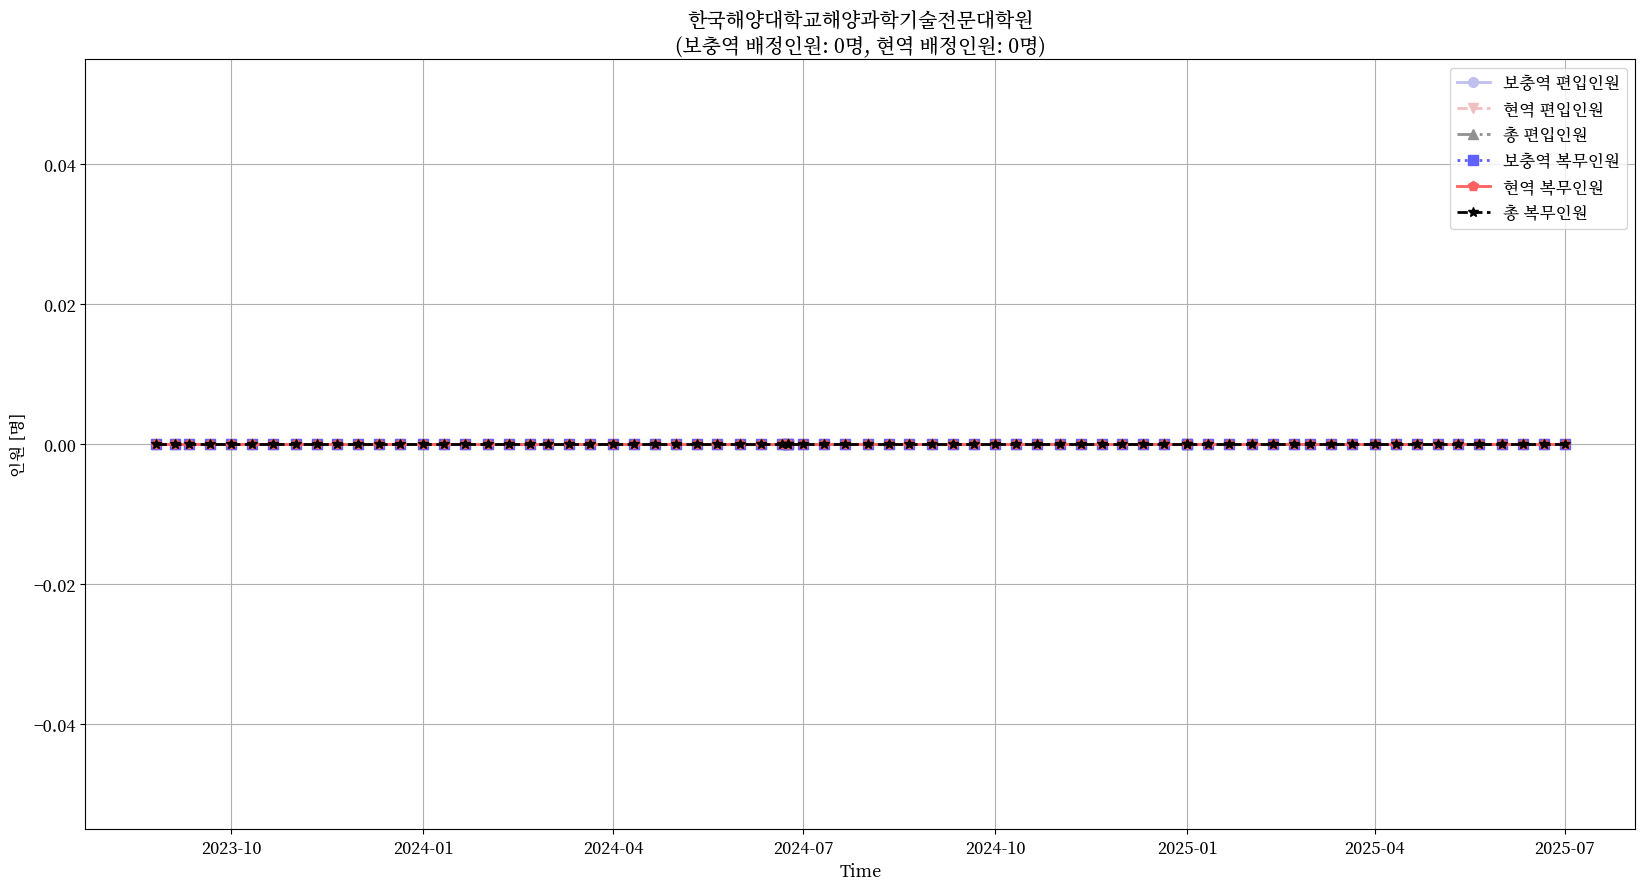 한국해양대학교해양과학기술전문대학원
(보충역 배정인원: 0명, 현역 배정인원: 0명)
보충역 편입인원
현역 편입인원
총 편입인원
보충역 복무인원
현역 복무인원
총 복무인원
인원 [명]
0.04
0.02
0.00
−0.02
−0.04
2023-10
2024-01
2024-04
2024-07
2024-10
2025-01
2025-04
2025-07
Time